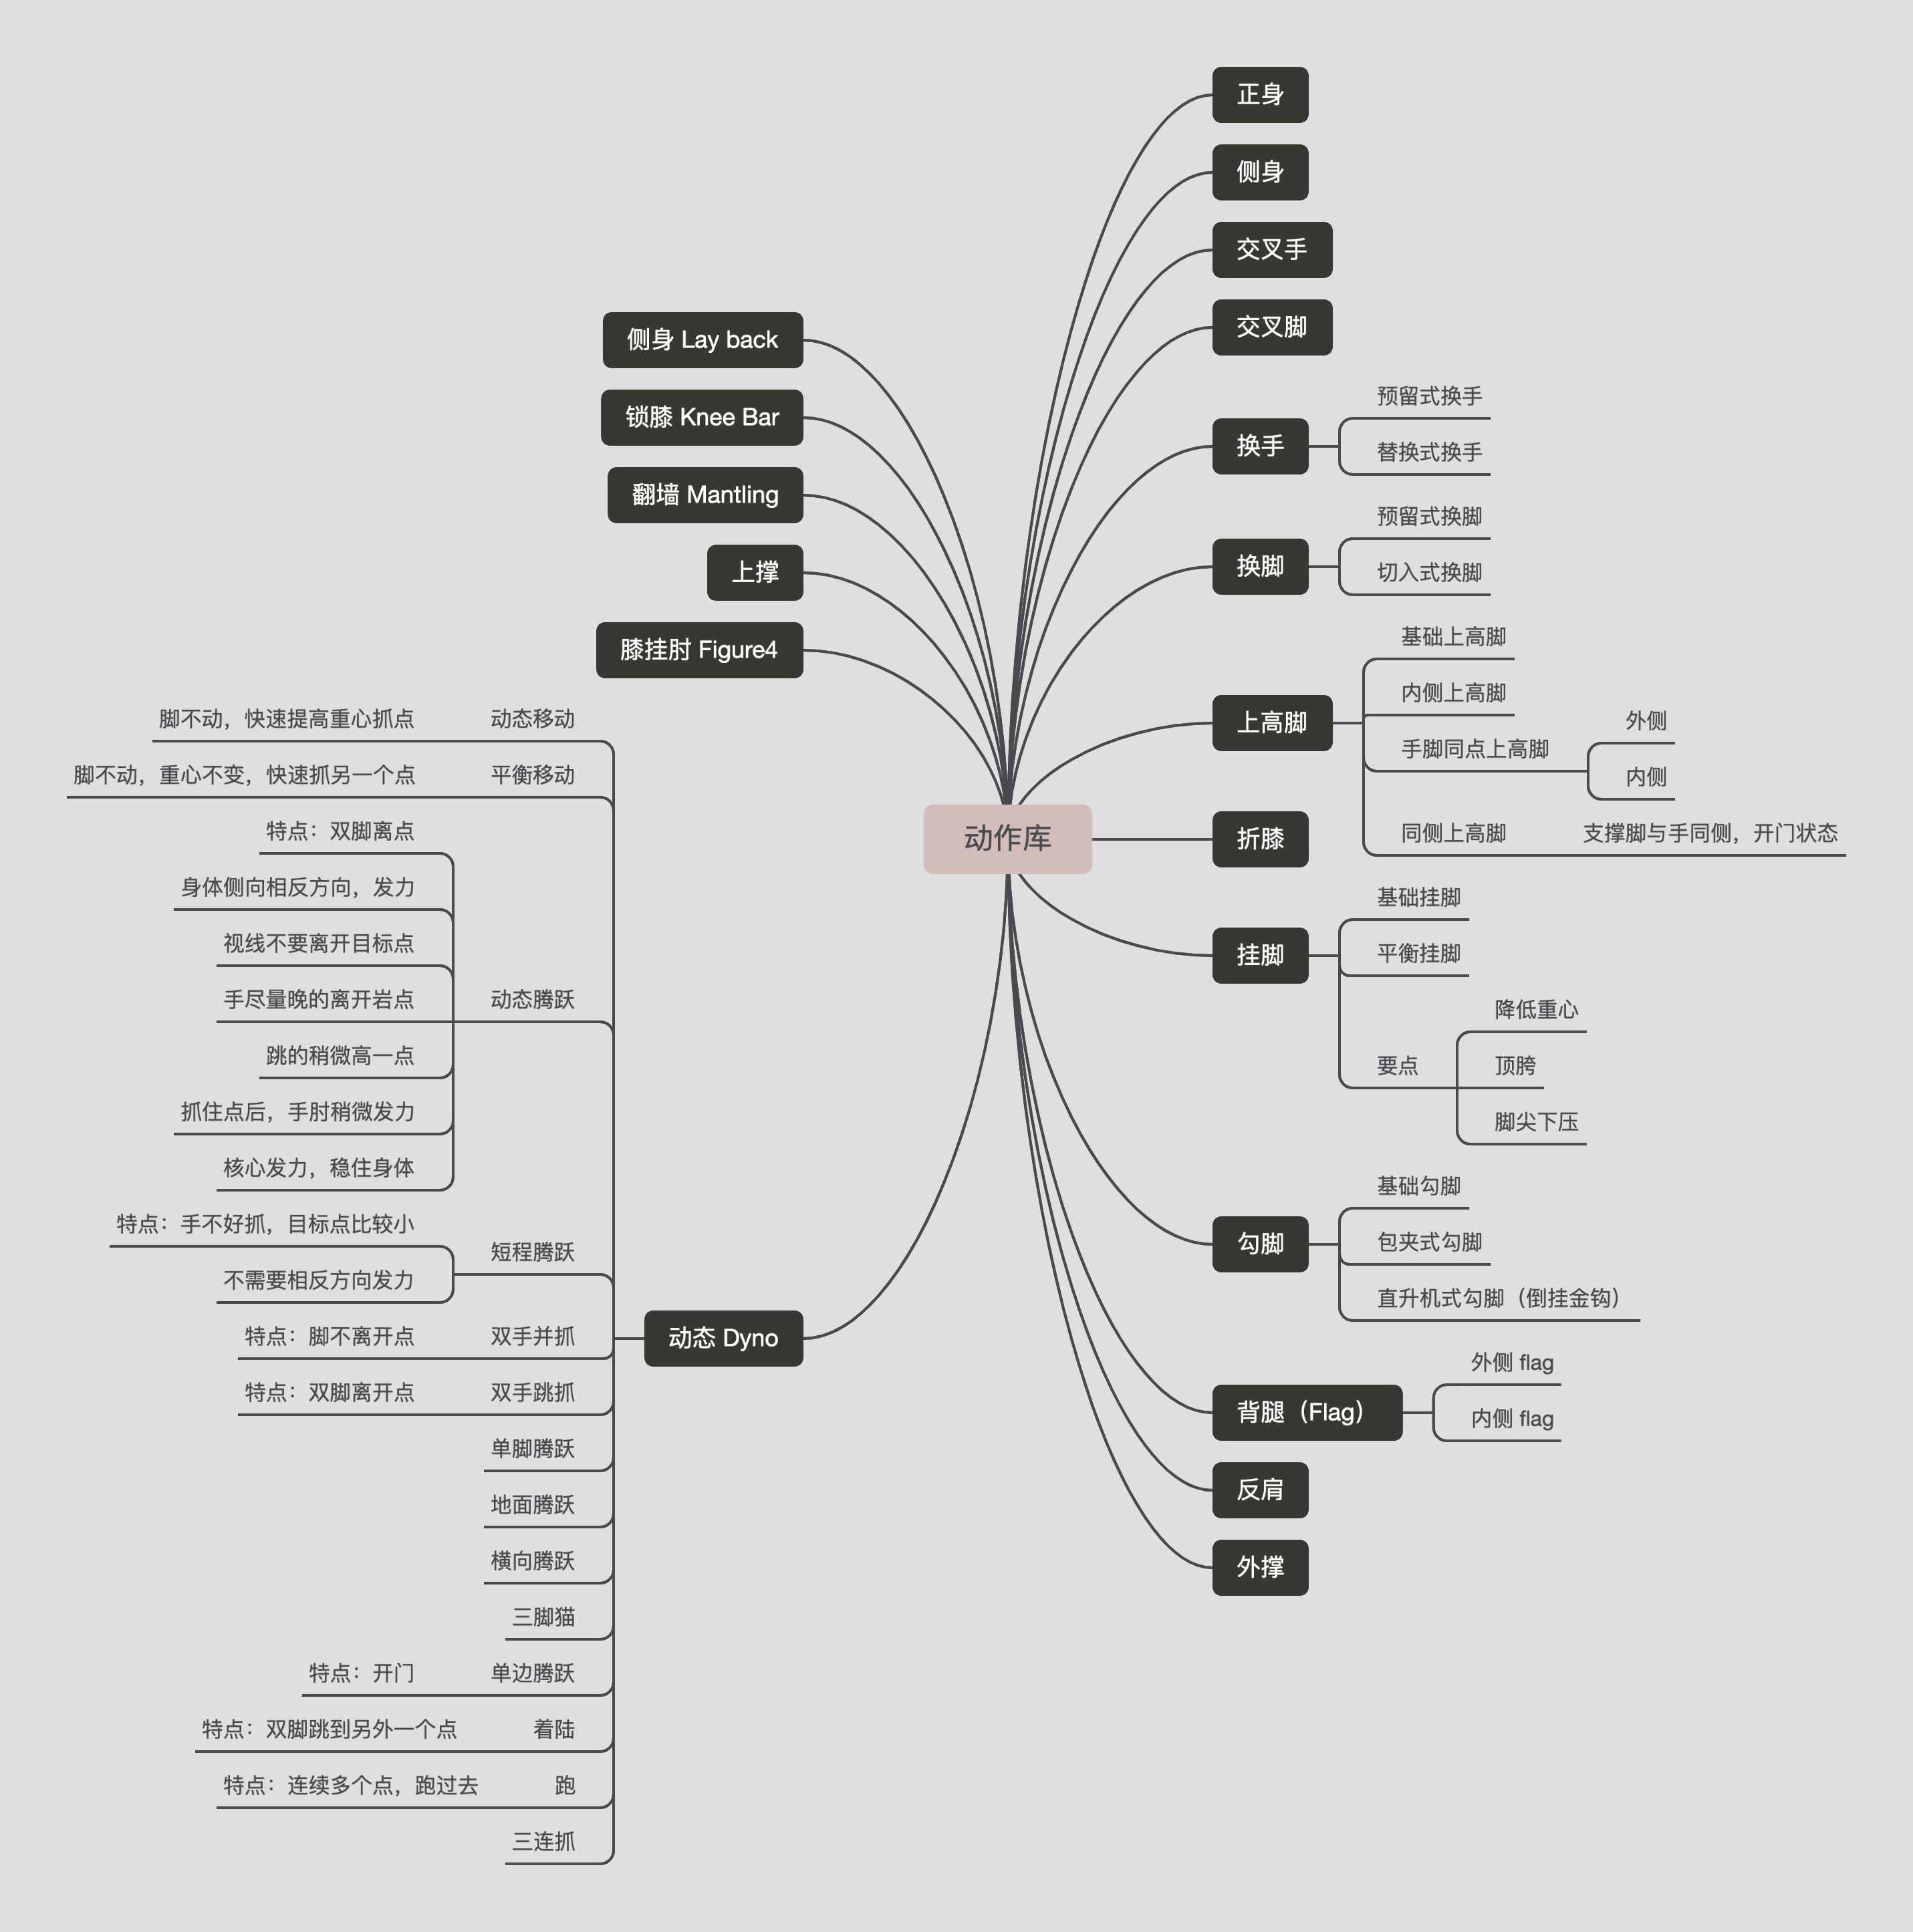 动作库
正身
侧身
交叉手
交叉脚
换手
预留式换手
替换式换手
换脚
预留式换脚
切入式换脚
上高脚
基础上高脚
内侧上高脚
手脚同点上高脚
外侧
内侧
同侧上高脚
支撑脚与手同侧，开门状态
折膝
挂脚
基础挂脚
平衡挂脚
要点
降低重心
顶胯
脚尖下压
勾脚
基础勾脚
包夹式勾脚
直升机式勾脚（倒挂金钩）
背腿（Flag）
外侧 flag
内侧 flag
反肩
外撑
侧身 Lay back
锁膝 Knee Bar
翻墙 Mantling
上撑
膝挂肘 Figure4
动态 Dyno
动态移动
脚不动，快速提高重心抓点
平衡移动
脚不动，重心不变，快速抓另一个点
动态腾跃
特点：双脚离点
身体侧向相反方向，发力
视线不要离开目标点
手尽量晚的离开岩点
跳的稍微高一点
抓住点后，手肘稍微发力
核心发力，稳住身体
短程腾跃
特点：手不好抓，目标点比较小
不需要相反方向发力
双手并抓
特点：脚不离开点
双手跳抓
特点：双脚离开点
单脚腾跃
地面腾跃
横向腾跃
三脚猫
单边腾跃
特点：开门
着陆
特点：双脚跳到另外一个点
跑
特点：连续多个点，跑过去
三连抓